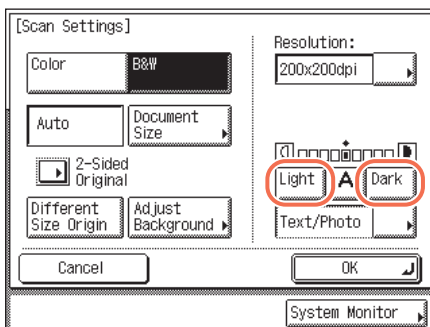 [Scan Settings]
Resolution:
Color
B&W
200x200dpi
Auto
Document
Size
2-Sided
Original
Light
A
Dark
Different
Size Origin
Adjust
Background
Text/Photo
Cancel
OK
System Monitor